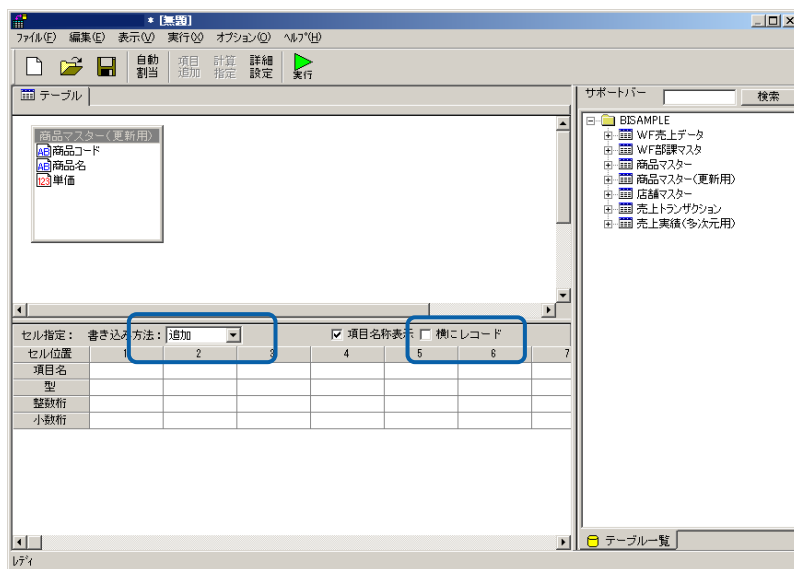 * [無題]
ﾌｧｲﾙ(F) 編集(E) 表示(V) 実行(X) オプション(O) ﾍﾙﾌﾟ(H)
自動割当 項目追加 計算指定 詳細設定 実行
テーブル
商品マスター(更新用)
AB 商品コード
AB 商品名
123 単価
サポートバー 検索
BISAMPLE
WF売上データ
WF部課マスタ
商品マスター
商品マスター(更新用)
店舗マスター
売上トランザクション
売上実績(多次元用)
セル指定： 書き込み方法： 追加 項目名称表示 横にレコード
セル位置 1 2 3 4 5 6 7
項目名
型
整数桁
小数桁
テーブル一覧
ﾚﾃﾞｨ